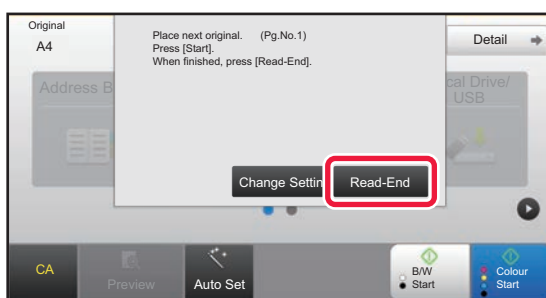 Original
A4
Place next original. (Pg.No.1)
Press [Start].
When finished, press [Read-End].
Detail
Address B
cal Drive/
USB
Change Settin
Read-End
CA
Preview
Auto Set
B/W
Start
Colour
Start